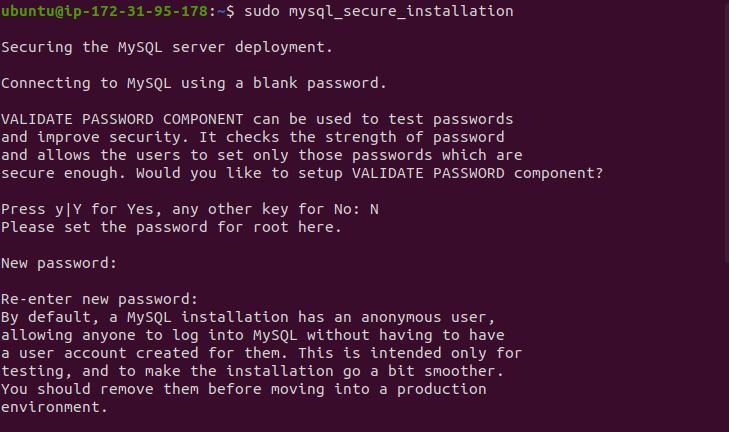 ubuntu@ip-172-31-95-178:~$ sudo mysql_secure_installation
Securing the MySQL server deployment.
Connecting to MySQL using a blank password.
VALIDATE PASSWORD COMPONENT can be used to test passwords
and improve security. It checks the strength of password
and allows the users to set only those passwords which are
secure enough. Would you like to setup VALIDATE PASSWORD component?
Press y|Y for Yes, any other key for No: N
Please set the password for root here.
New password:
Re-enter new password:
By default, a MySQL installation has an anonymous user,
allowing anyone to log into MySQL without having to have
a user account created for them. This is intended only for
testing, and to make the installation go a bit smoother.
You should remove them before moving into a production
environment.